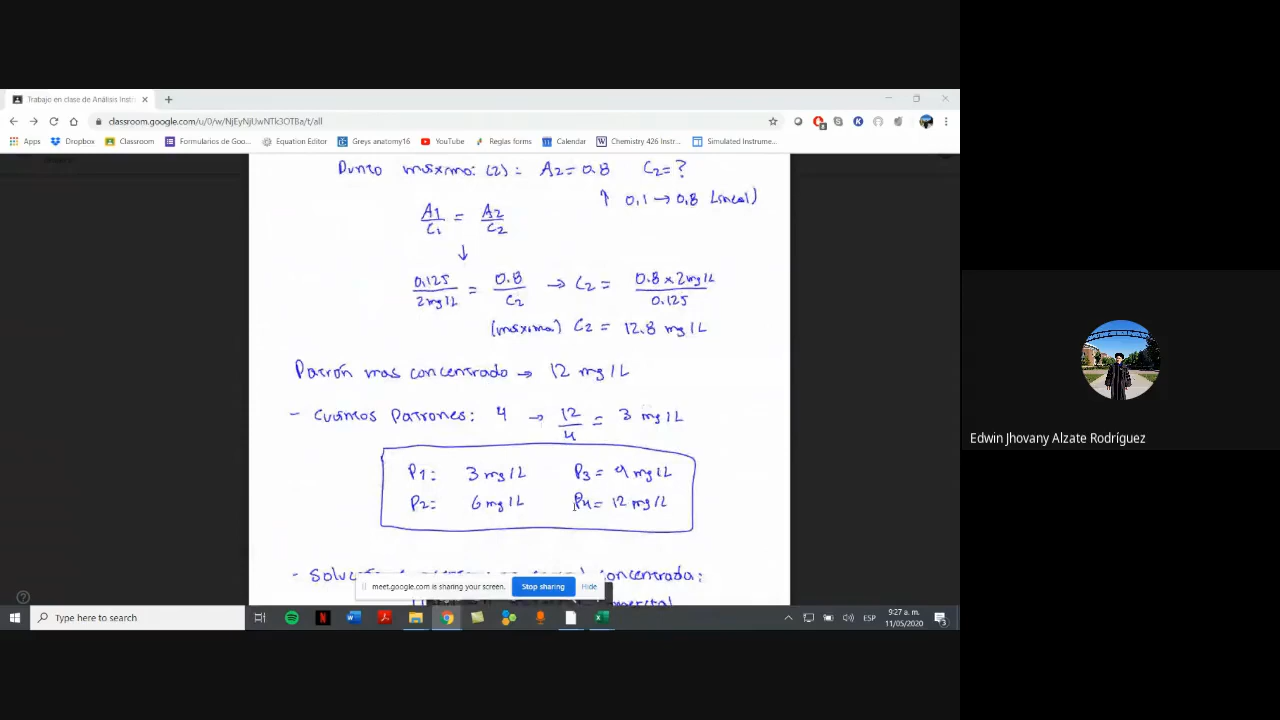 Trabajo en clase de Análisis Instr
classroom.google.com/u/0/w/NjEyNjUwNTk3OTBa/t/all
Apps Dropbox Classroom Formularios de Goo... Equation Editor Greys anatomy16 YouTube Reglas forms Calendar Chemistry 426 Instr... Simulated Instrume...
Punto máximo: (2) = A2 = 0.8 C2 = ?
↑ 0,1 → 0.8 Lineal)
A1/C1 = A2/C2
↓
0.125/2mg/L = 0.8/C2 → C2 = 0.8 x 2mg/L/0.125
(máxima) C2 = 12.8 mg/L
Patrón mas concentrado → 12 mg/L
- Cuántos Patrones: 4 → 12/4 = 3 mg/L
P1: 3 mg/L P3 = 9 mg/L
P2= 6 mg/L P4 = 12 mg/L
concentrada:
meet.google.com is sharing your screen. Stop sharing Hide
Type here to search
ESP
9:27 a. m.
11/05/2020
3
Edwin Jhovany Alzate Rodríguez